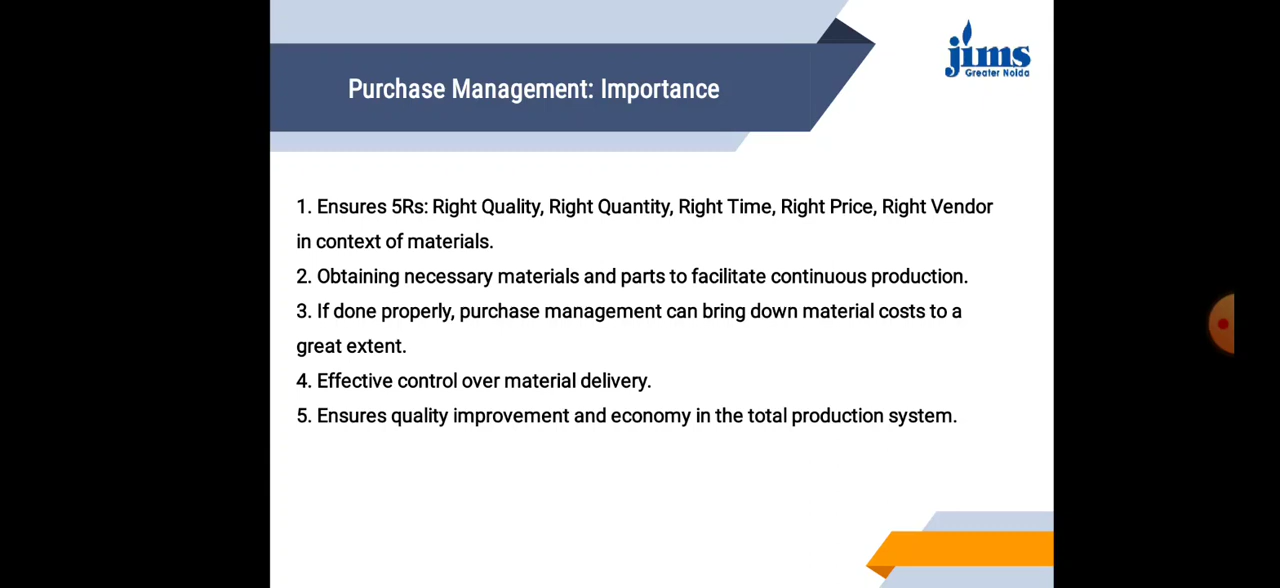 jims
Greater Noida
Purchase Management: Importance
1. Ensures 5Rs: Right Quality, Right Quantity, Right Time, Right Price, Right Vendor
in context of materials.
2. Obtaining necessary materials and parts to facilitate continuous production.
3. If done properly, purchase management can bring down material costs to a
great extent.
4. Effective control over material delivery.
5. Ensures quality improvement and economy in the total production system.